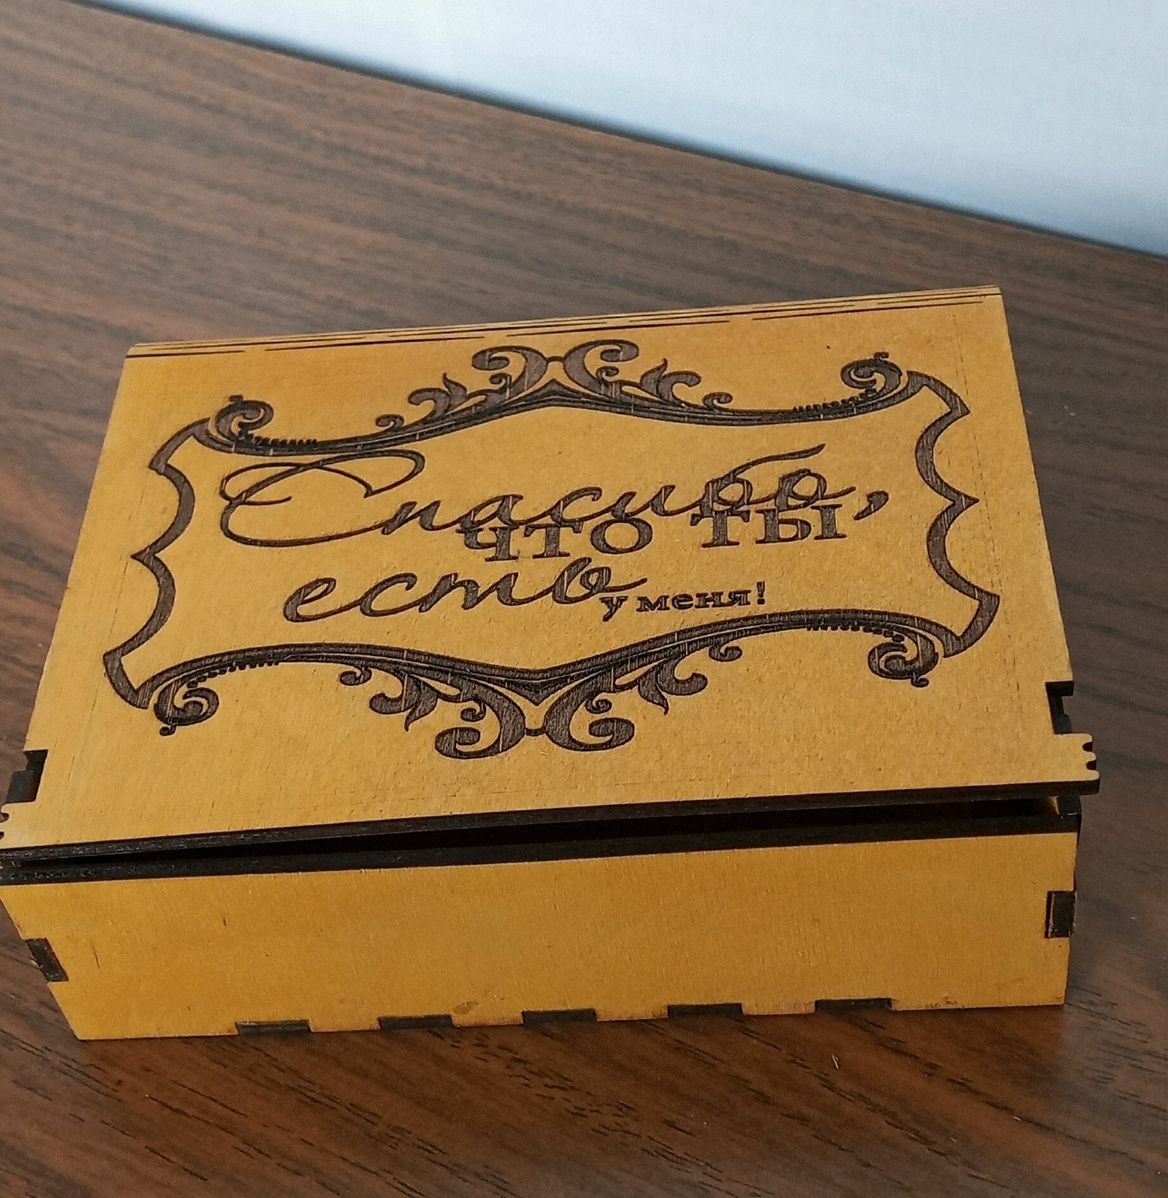 Спасибо,
что ты
есть
у меня!